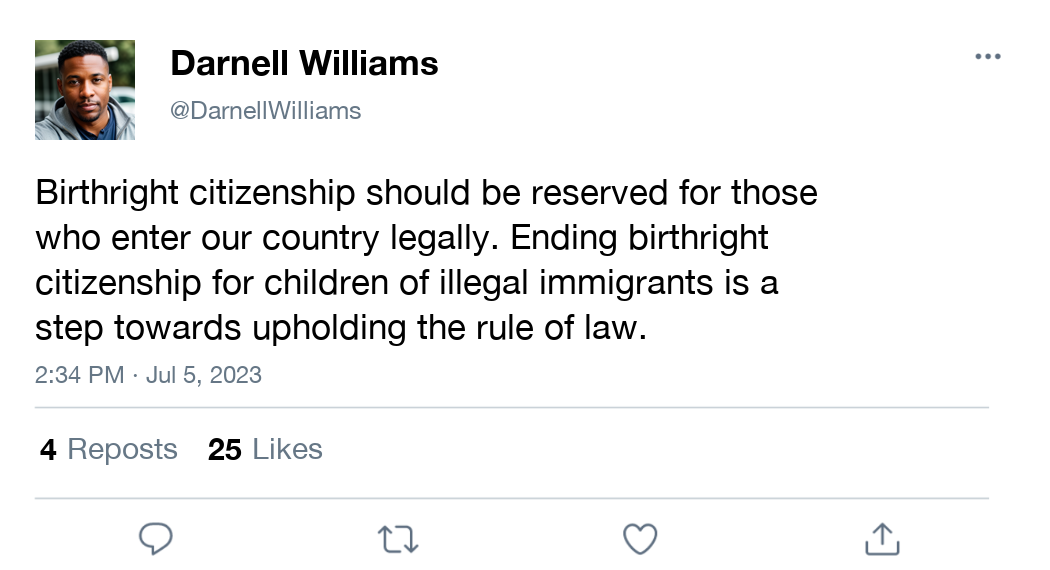 Darnell Williams
@DarnellWilliams
Birthright citizenship should be reserved for those
who enter our country legally. Ending birthright
citizenship for children of illegal immigrants is a
step towards upholding the rule of law.
2:34 PM · Jul 5, 2023
4 Reposts 25 Likes